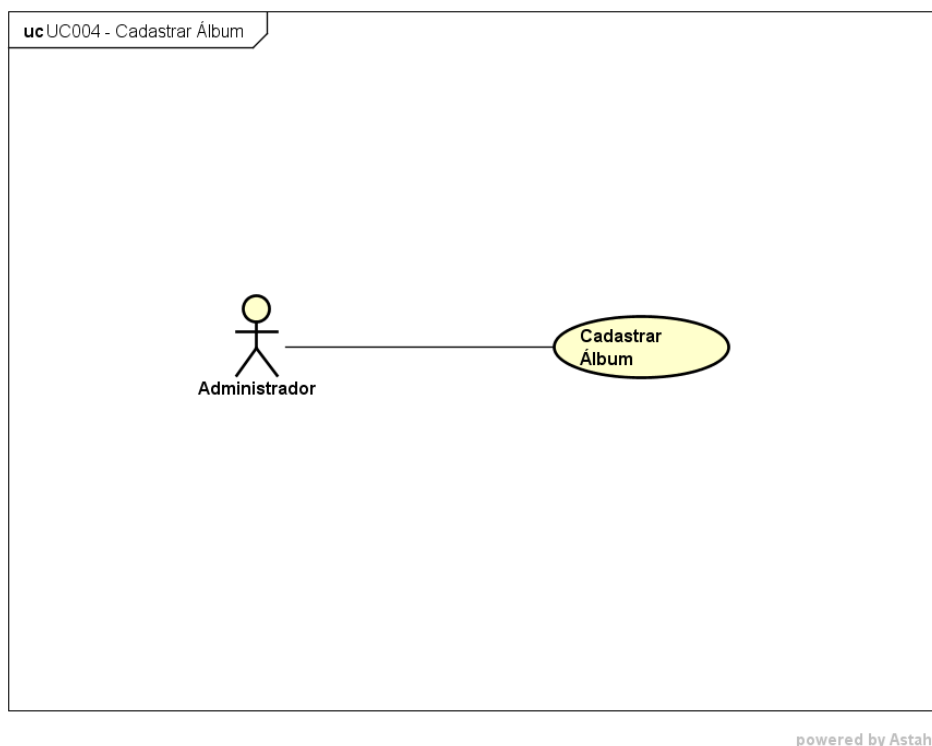 uc UC004 - Cadastrar Álbum
Cadastrar
Álbum
Administrador
powered by Astah